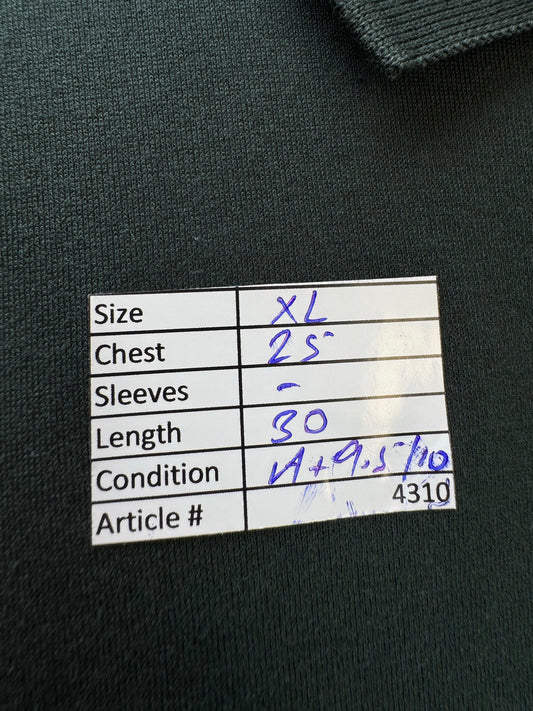 Size XL
Chest 25
Sleeves -
Length 30
Condition A+ 9.5/10
Article # 4310